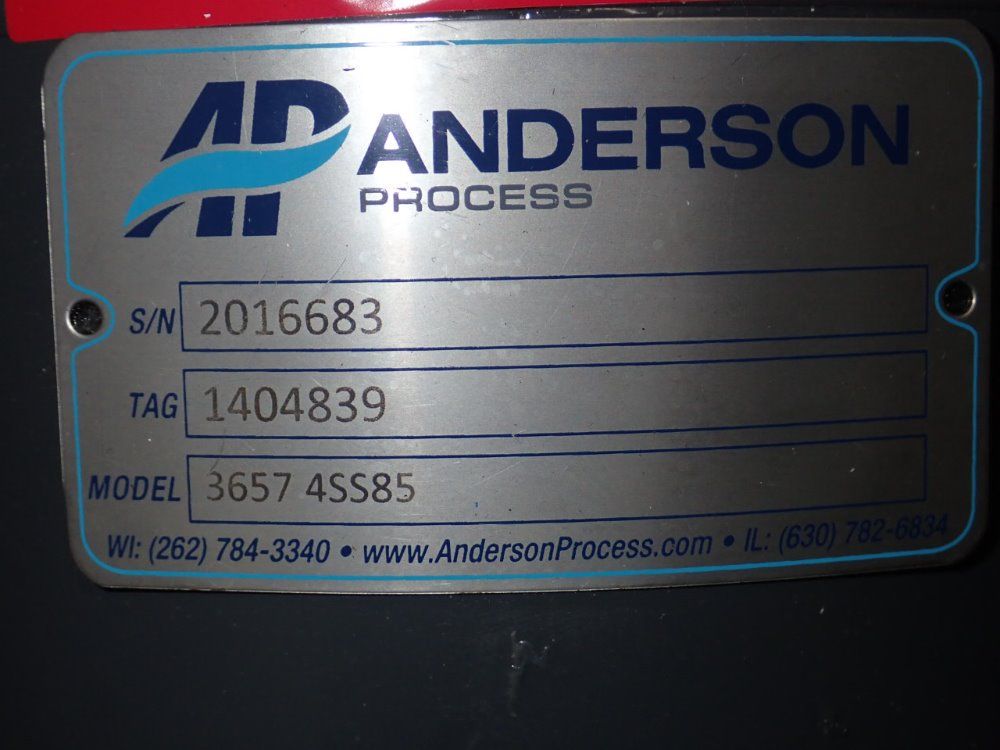 AP ANDERSON
PROCESS
S/N 2016683
TAG 1404839
MODEL 3657 4SS85
WI: (262) 784-3340 • www.AndersonProcess.com • IL: (630) 782-6834